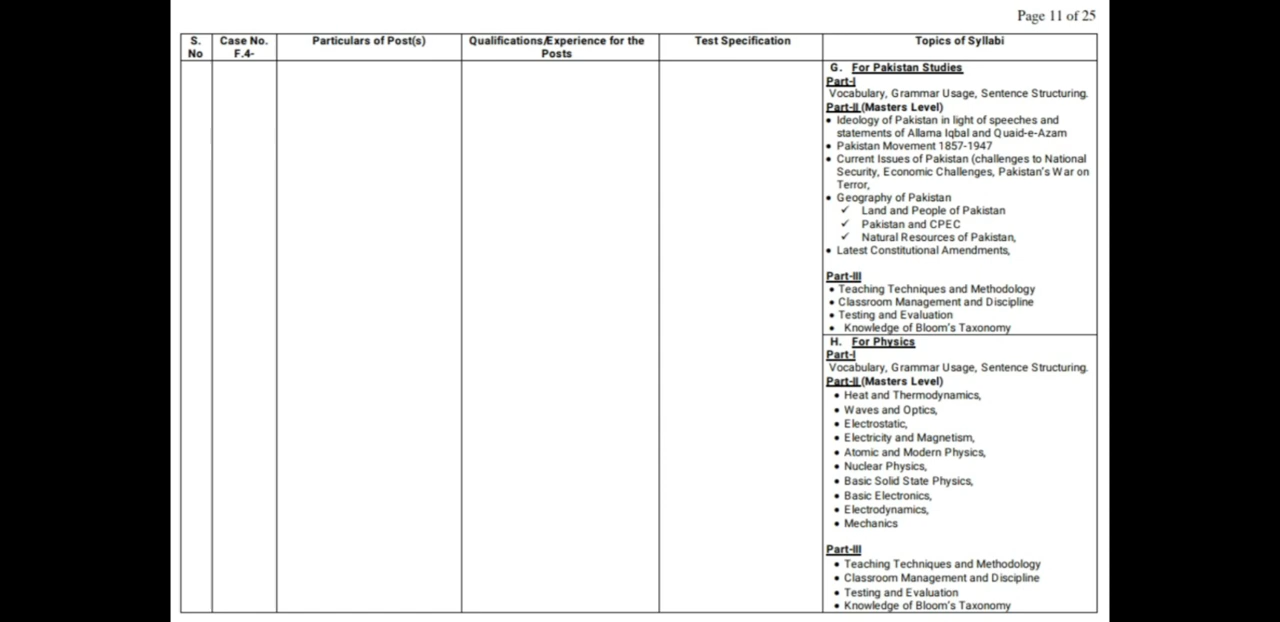 Page 11 of 25
S. No
Case No. F.4-
Particulars of Post(s)
Qualifications/Experience for the Posts
Test Specification
Topics of Syllabi
G. For Pakistan Studies
Part-I
Vocabulary, Grammar Usage, Sentence Structuring.
Part-II (Masters Level)
• Ideology of Pakistan in light of speeches and
statements of Allama Iqbal and Quaid-e-Azam
• Pakistan Movement 1857-1947
• Current Issues of Pakistan (challenges to National
Security, Economic Challenges, Pakistan's War on
Terror,
• Geography of Pakistan
✓ Land and People of Pakistan
✓ Pakistan and CPEC
✓ Natural Resources of Pakistan,
• Latest Constitutional Amendments,
Part-III
• Teaching Techniques and Methodology
• Classroom Management and Discipline
• Testing and Evaluation
• Knowledge of Bloom's Taxonomy
H. For Physics
Part-I
Vocabulary, Grammar Usage, Sentence Structuring.
Part-II (Masters Level)
• Heat and Thermodynamics,
• Waves and Optics,
• Electrostatic,
• Electricity and Magnetism,
• Atomic and Modern Physics,
• Nuclear Physics,
• Basic Solid State Physics,
• Basic Electronics,
• Electrodynamics,
• Mechanics
Part-III
• Teaching Techniques and Methodology
• Classroom Management and Discipline
• Testing and Evaluation
• Knowledge of Bloom's Taxonomy